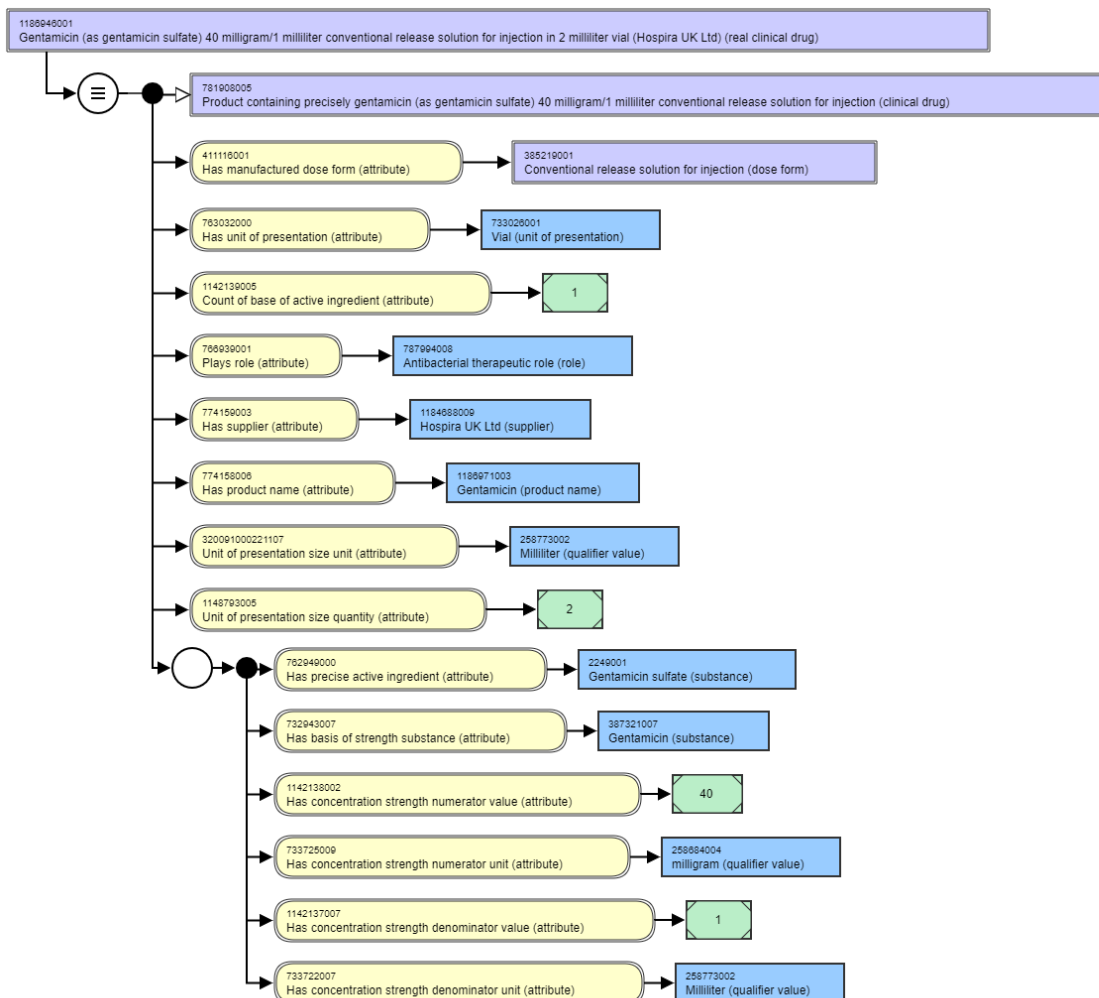 1186946001
Gentamicin (as gentamicin sulfate) 40 milligram/1 milliliter conventional release solution for injection in 2 milliliter vial (Hospira UK Ltd) (real clinical drug)
781908005
Product containing precisely gentamicin (as gentamicin sulfate) 40 milligram/1 milliliter conventional release solution for injection (clinical drug)
411116001
Has manufactured dose form (attribute)
385219001
Conventional release solution for injection (dose form)
763032000
Has unit of presentation (attribute)
733026001
Vial (unit of presentation)
1142139005
Count of base of active ingredient (attribute)
1
766939001
Plays role (attribute)
787994008
Antibacterial therapeutic role (role)
774159003
Has supplier (attribute)
1184688009
Hospira UK Ltd (supplier)
774158006
Has product name (attribute)
1186971003
Gentamicin (product name)
320091000221107
Unit of presentation size unit (attribute)
258773002
Milliliter (qualifier value)
1148793005
Unit of presentation size quantity (attribute)
2
762949000
Has precise active ingredient (attribute)
2249001
Gentamicin sulfate (substance)
732943007
Has basis of strength substance (attribute)
387321007
Gentamicin (substance)
1142138002
Has concentration strength numerator value (attribute)
40
733725009
Has concentration strength numerator unit (attribute)
258684004
milligram (qualifier value)
1142137007
Has concentration strength denominator value (attribute)
1
733722007
Has concentration strength denominator unit (attribute)
258773002
Milliliter (qualifier value)